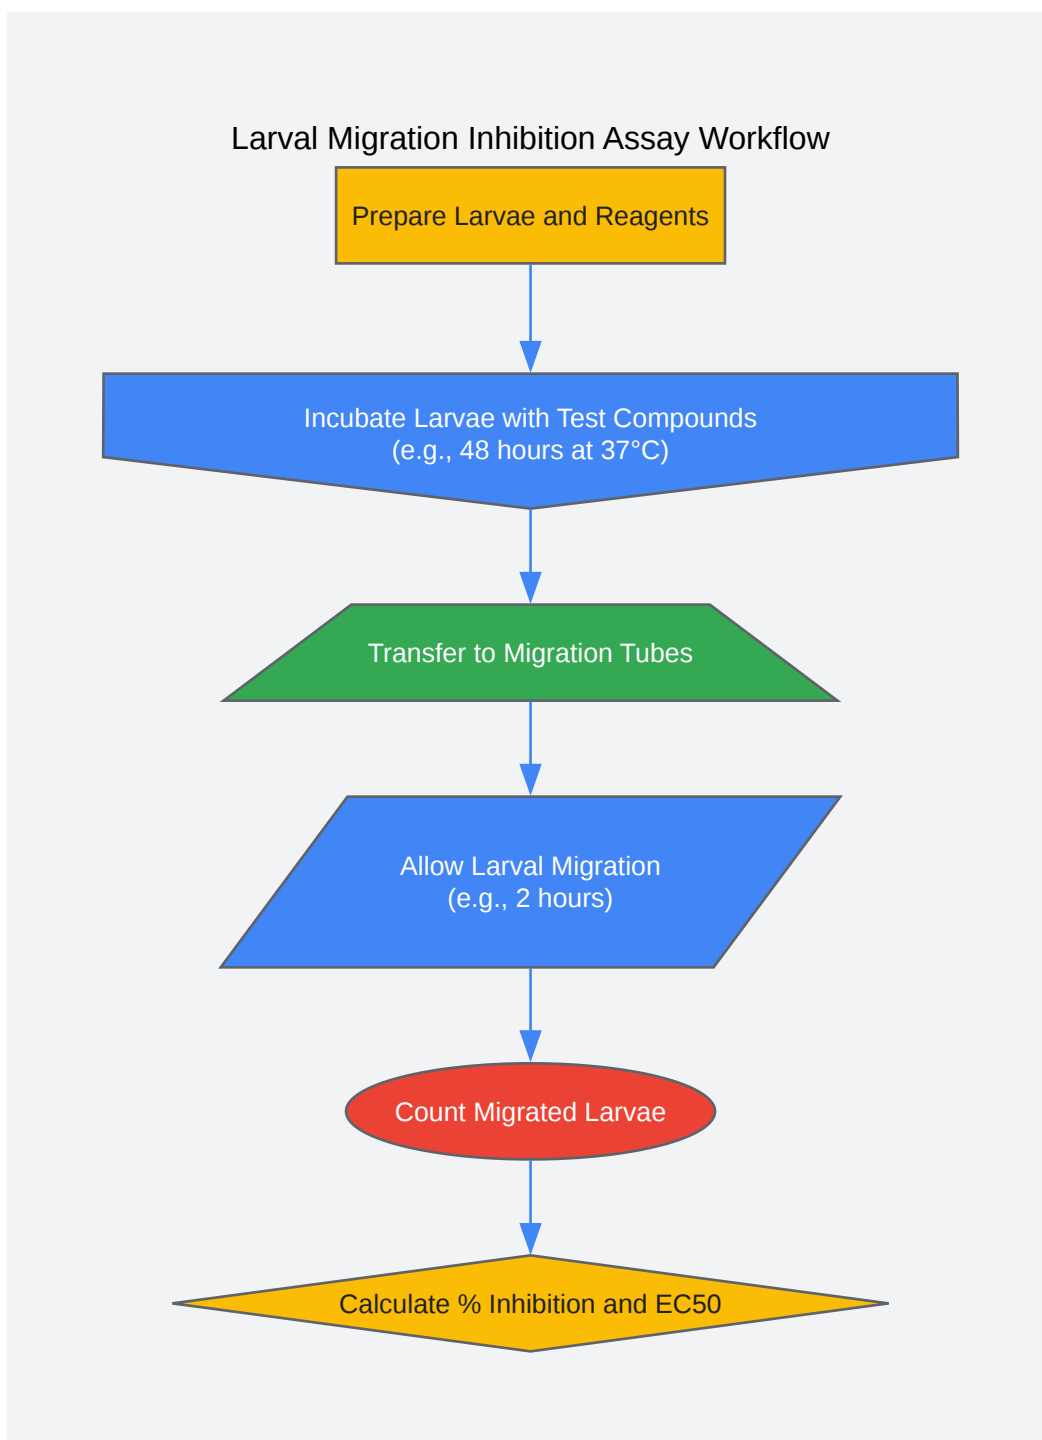 Larval Migration Inhibition Assay Workflow
Prepare Larvae and Reagents
Incubate Larvae with Test Compounds
(e.g., 48 hours at 37°C)
Transfer to Migration Tubes
Allow Larval Migration
(e.g., 2 hours)
Count Migrated Larvae
Calculate % Inhibition and EC50